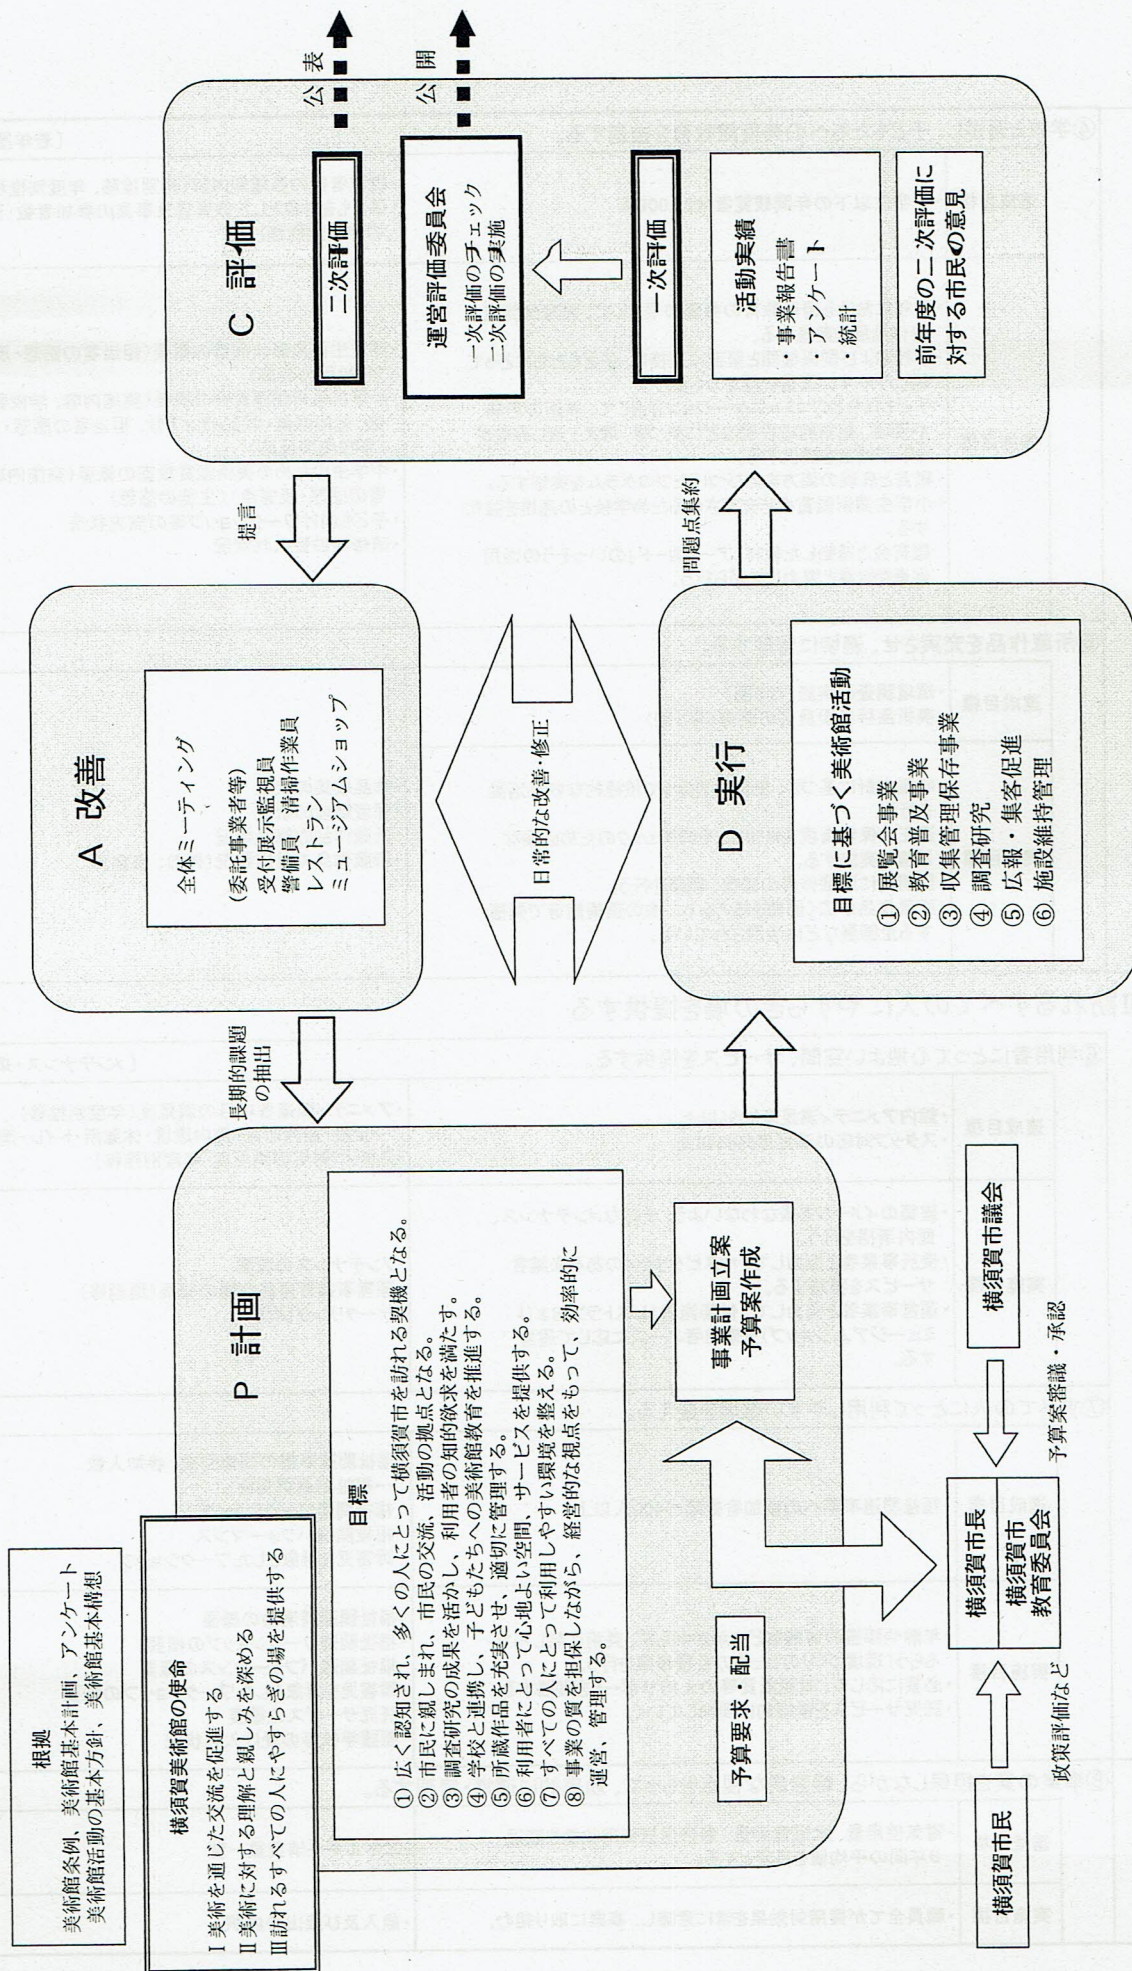 根拠
美術館条例、美術館基本計画、アンケート
美術館活動の基本方針、美術館基本構想
横須賀美術館の使命
Ⅰ 美術を通じた交流を促進する
Ⅱ 美術に対する理解と親しみを深める
Ⅲ 訪れるすべての人にやすらぎの場を提供する
P 計画
目標
① 広く認知され、多くの人にとって横須賀市を訪れる契機となる。
② 市民に親しまれ、市民の交流、活動の拠点となる。
③ 調査研究の成果を活かし、利用者の知的欲求を満たす。
④ 学校と連携し、子どもたちへの美術館教育を推進する。
⑤ 所蔵作品を充実させ、適切に管理する。
⑥ 利用者にとって心地よい空間、サービスを提供する。
⑦ すべての人にとって利用しやすい環境を整える。
⑧ 事業の質を担保しながら、経営的な視点をもって、効率的に
運営、管理する。
事業計画立案
予算案作成
予算要求・配当
横須賀市民
政策評価など
横須賀市長
横須賀市
教育委員会
予算案審議・承認
横須賀市議会
長期的課題
の抽出
A 改善
全体ミーティング
(委託事業者等)
受付展示監視員
警備員 清掃作業員
レストラン
ミュージアムショップ
日常的な改善・修正
D 実行
目標に基づく美術館活動
① 展覧会事業
② 教育普及事業
③ 収集管理保存事業
④ 調査研究
⑤ 広報・集客促進
⑥ 施設維持管理
提言
問題点集約
C 評価
二次評価
公表
運営評価委員会
一次評価のチェック
二次評価の実施
公開
一次評価
活動実績
・事業報告書
・アンケート
・統計
前年度の二次評価に
対する市民の意見